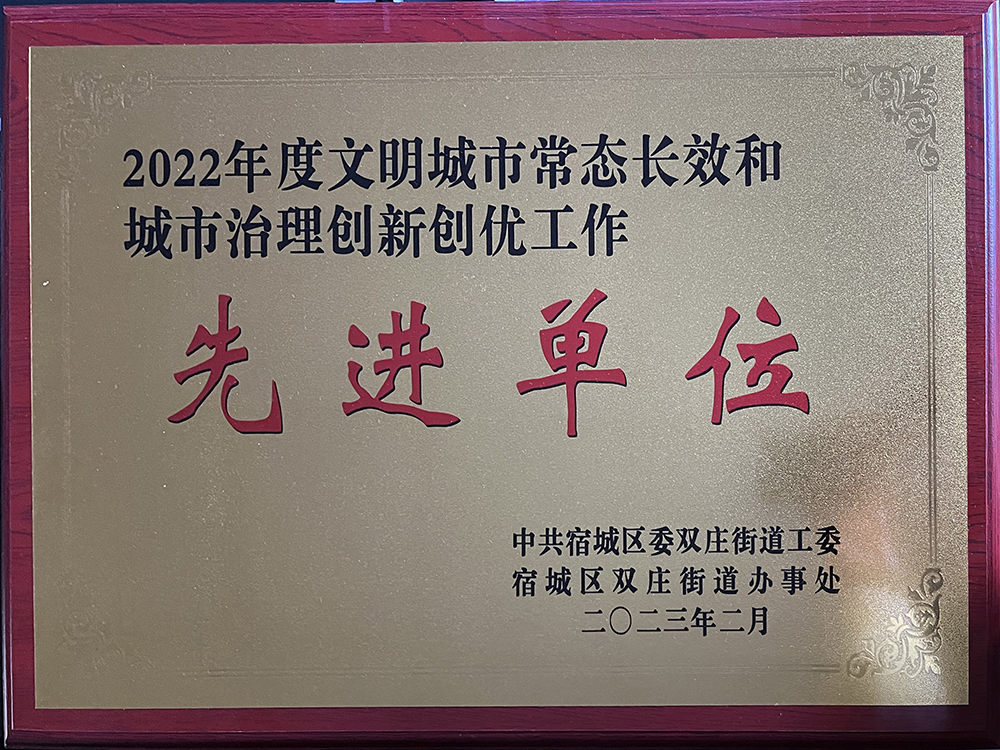 2022年度文明城市常态长效和
城市治理创新创优工作
先进单位
中共宿城区委双庄街道工委
宿城区双庄街道办事处
二〇二三年二月